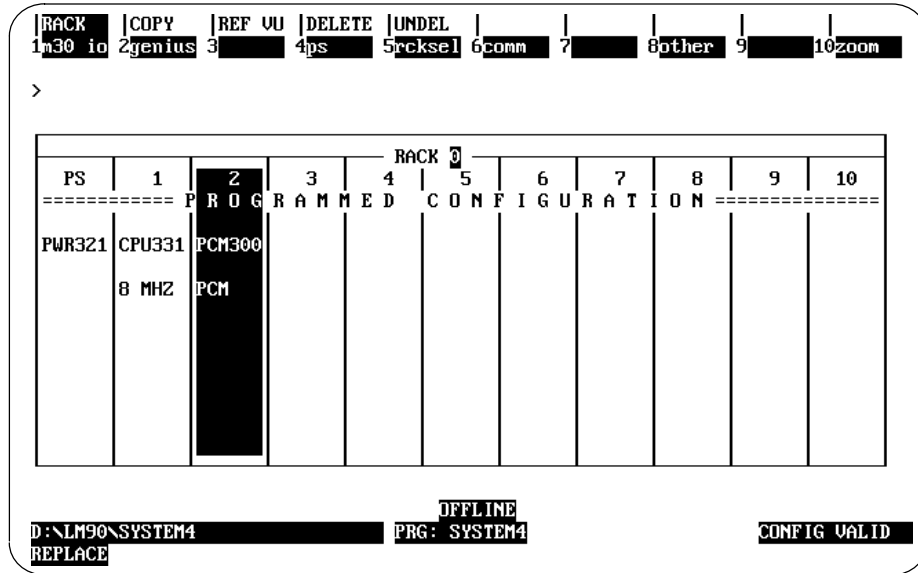 RACK |COPY |REF VU |DELETE |UNDEL | | | | |
1m30 io 2genius 3 4ps 5rcksel 6comm 7 8other 9 10zoom
>
RACK 0
PS 1 2 3 4 5 6 7 8 9 10
============ P R O G R A M M E D C O N F I G U R A T I O N ===============
PWR321 CPU331 PCM300
8 MHZ PCM
OFFLINE
D:\LM90\SYSTEM4 PRG: SYSTEM4 CONFIG VALID
REPLACE